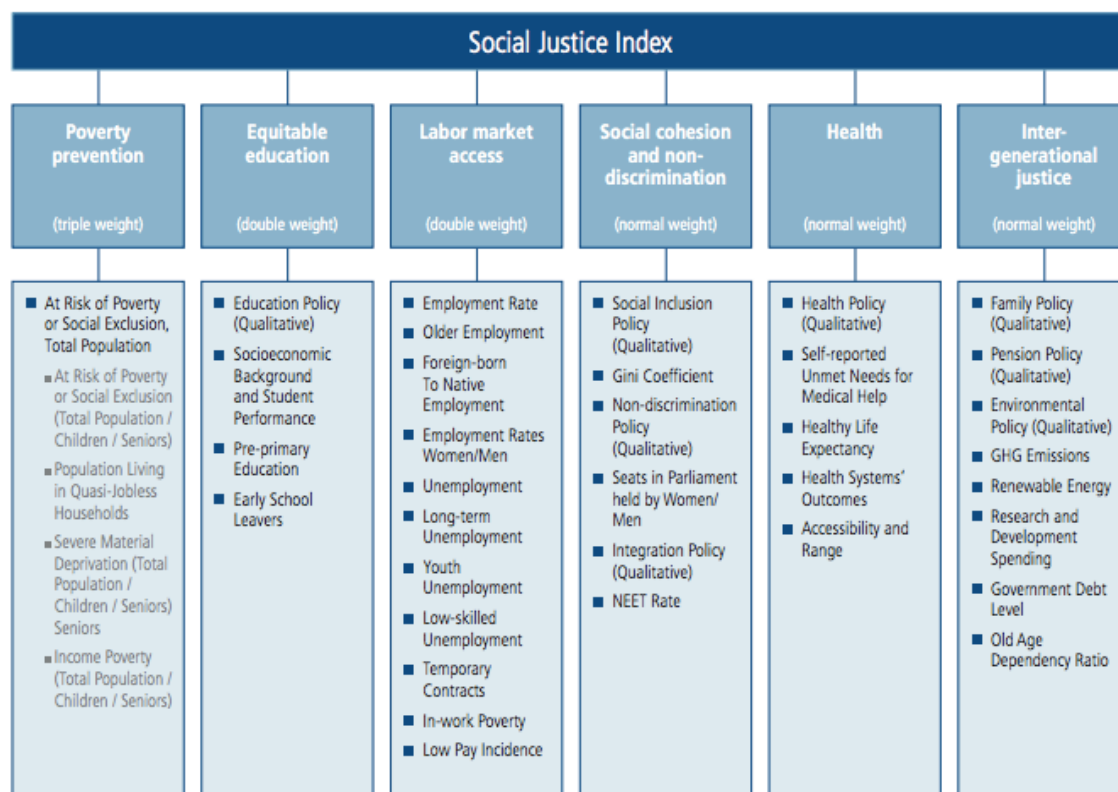 Social Justice Index
Poverty
prevention
(triple weight)
Equitable
education
(double weight)
Labor market
access
(double weight)
Social cohesion
and non-
discrimination
(normal weight)
Health
(normal weight)
Inter-
generational
justice
(normal weight)
At Risk of Poverty
or Social Exclusion,
Total Population
At Risk of Poverty
or Social Exclusion
(Total Population /
Children / Seniors)
Population Living
in Quasi-Jobless
Households
Severe Material
Deprivation (Total
Population /
Children / Seniors)
Seniors
Income Poverty
(Total Population /
Children / Seniors)
Education Policy
(Qualitative)
Socioeconomic
Background
and Student
Performance
Pre-primary
Education
Early School
Leavers
Employment Rate
Older Employment
Foreign-born
To Native
Employment
Employment Rates
Women/Men
Unemployment
Long-term
Unemployment
Youth
Unemployment
Low-skilled
Unemployment
Temporary
Contracts
In-work Poverty
Low Pay Incidence
Social Inclusion
Policy
(Qualitative)
Gini Coefficient
Non-discrimination
Policy
(Qualitative)
Seats in Parliament
held by Women/
Men
Integration Policy
(Qualitative)
NEET Rate
Health Policy
(Qualitative)
Self-reported
Unmet Needs for
Medical Help
Healthy Life
Expectancy
Health Systems’
Outcomes
Accessibility and
Range
Family Policy
(Qualitative)
Pension Policy
(Qualitative)
Environmental
Policy (Qualitative)
GHG Emissions
Renewable Energy
Research and
Development
Spending
Government Debt
Level
Old Age
Dependency Ratio